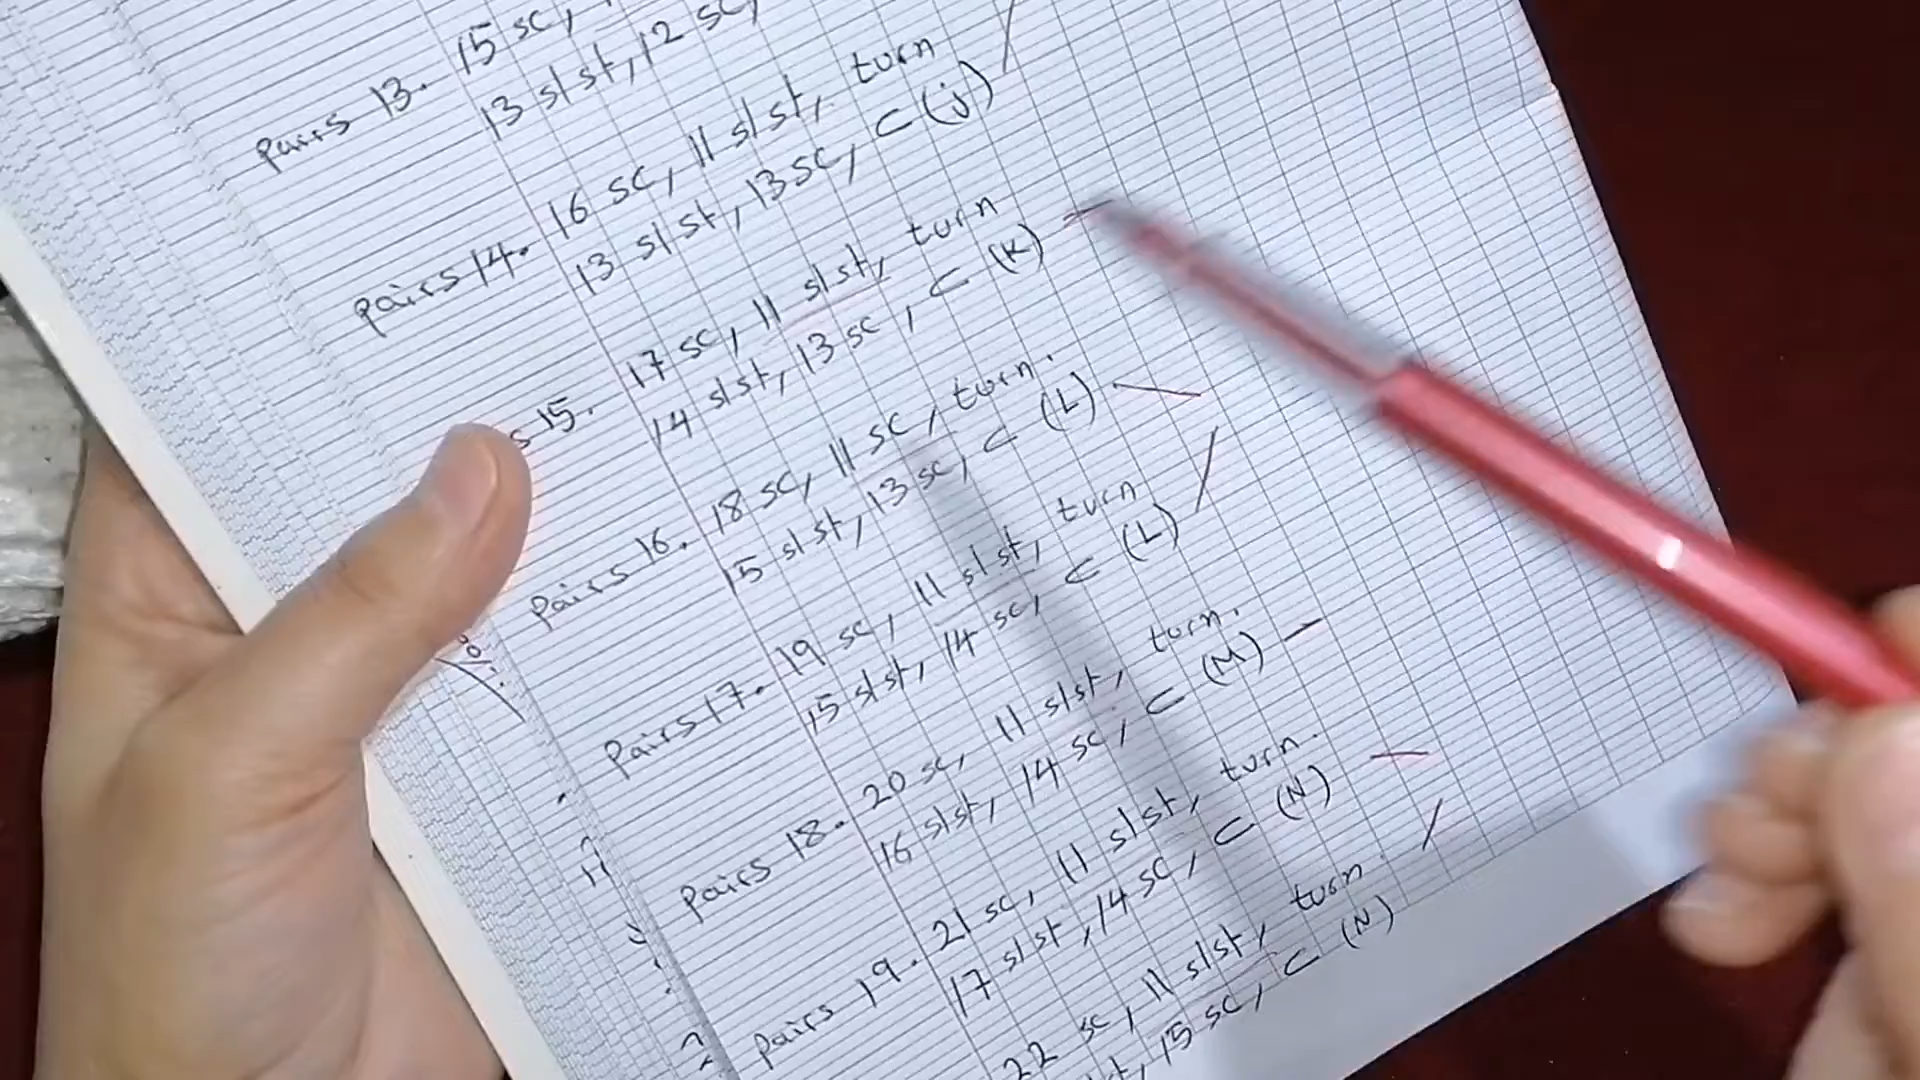 Pairs 13. 15 sc,
13 slst, 12 sc,
Pairs 14. 16 sc, 11 slst, turn
13 slst, 13sc, C (j)
s 15. 17 sc, 11 slst, turn
14 slst, 13 sc, C (K)
Pairs 16. 18 sc, 11 sc, turn.
15 slst, 13 sc, C (L)
Pairs 17. 19 sc, 11 slst, turn
15 slst, 14 sc, C (L)
Pairs 18. 20 sc, 11 slst, turn.
16 slst, 14 sc, C (M)
Pairs 19. 21 sc, 11 slst, turn.
17 slst, 14 sc, C (N)
22 sc, 11 slst, turn
st, 15 sc, C (N)